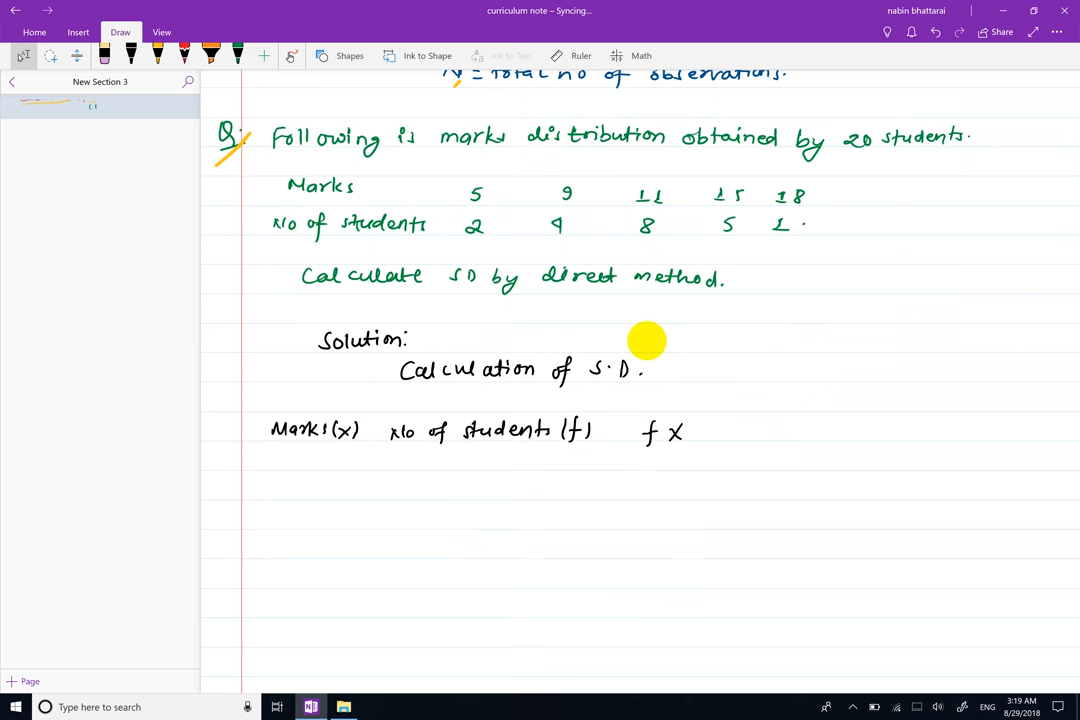 curriculum note – Syncing...
nabin bhattarai
Home Insert Draw View
Share
Shapes Ink to Shape Ink to Text Ruler Math
New Section 3
N = total no of observations.
Q: Following is marks distribution obtained by 20 students.
Marks 5 9 11 15 18
No of students 2 4 8 5 1
Calculate SD by direct method.
Solution:
Calculation of S.D.
Marks(x) No of students (f) f x
+ Page
Type here to search
ENG
3:19 AM
8/29/2018